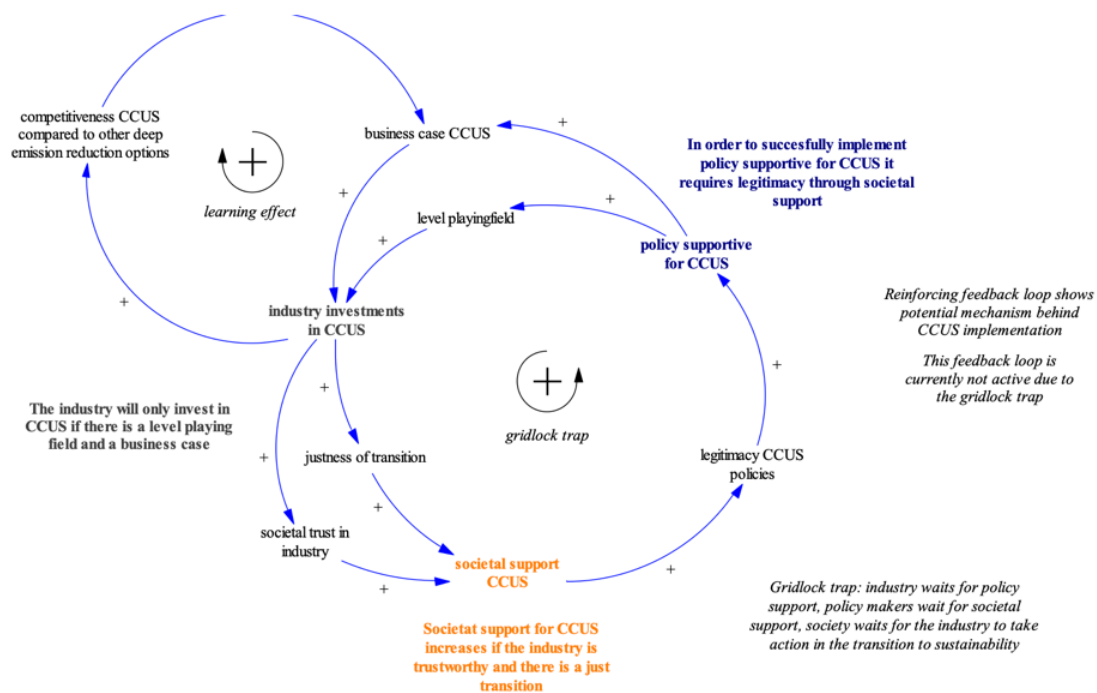 competitiveness CCUS
compared to other deep
emission reduction options
+
learning effect
business case CCUS
+
+
level playingfield
+
+
In order to succesfully implement
policy supportive for CCUS it
requires legitimacy through societal
support
policy supportive
for CCUS
industry investments
in CCUS
+
Reinforcing feedback loop shows
potential mechanism behind
CCUS implementation
This feedback loop is
currently not active due to
the gridlock trap
+
+
gridlock trap
+
The industry will only invest in
CCUS if there is a level playing
field and a business case
+
justness of transition
+
legitimacy CCUS
policies
societal trust in
industry
+
societal support
CCUS
+
Societat support for CCUS
increases if the industry is
trustworthy and there is a just
transition
Gridlock trap: industry waits for policy
support, policy makers wait for societal
support, society waits for the industry to take
action in the transition to sustainability